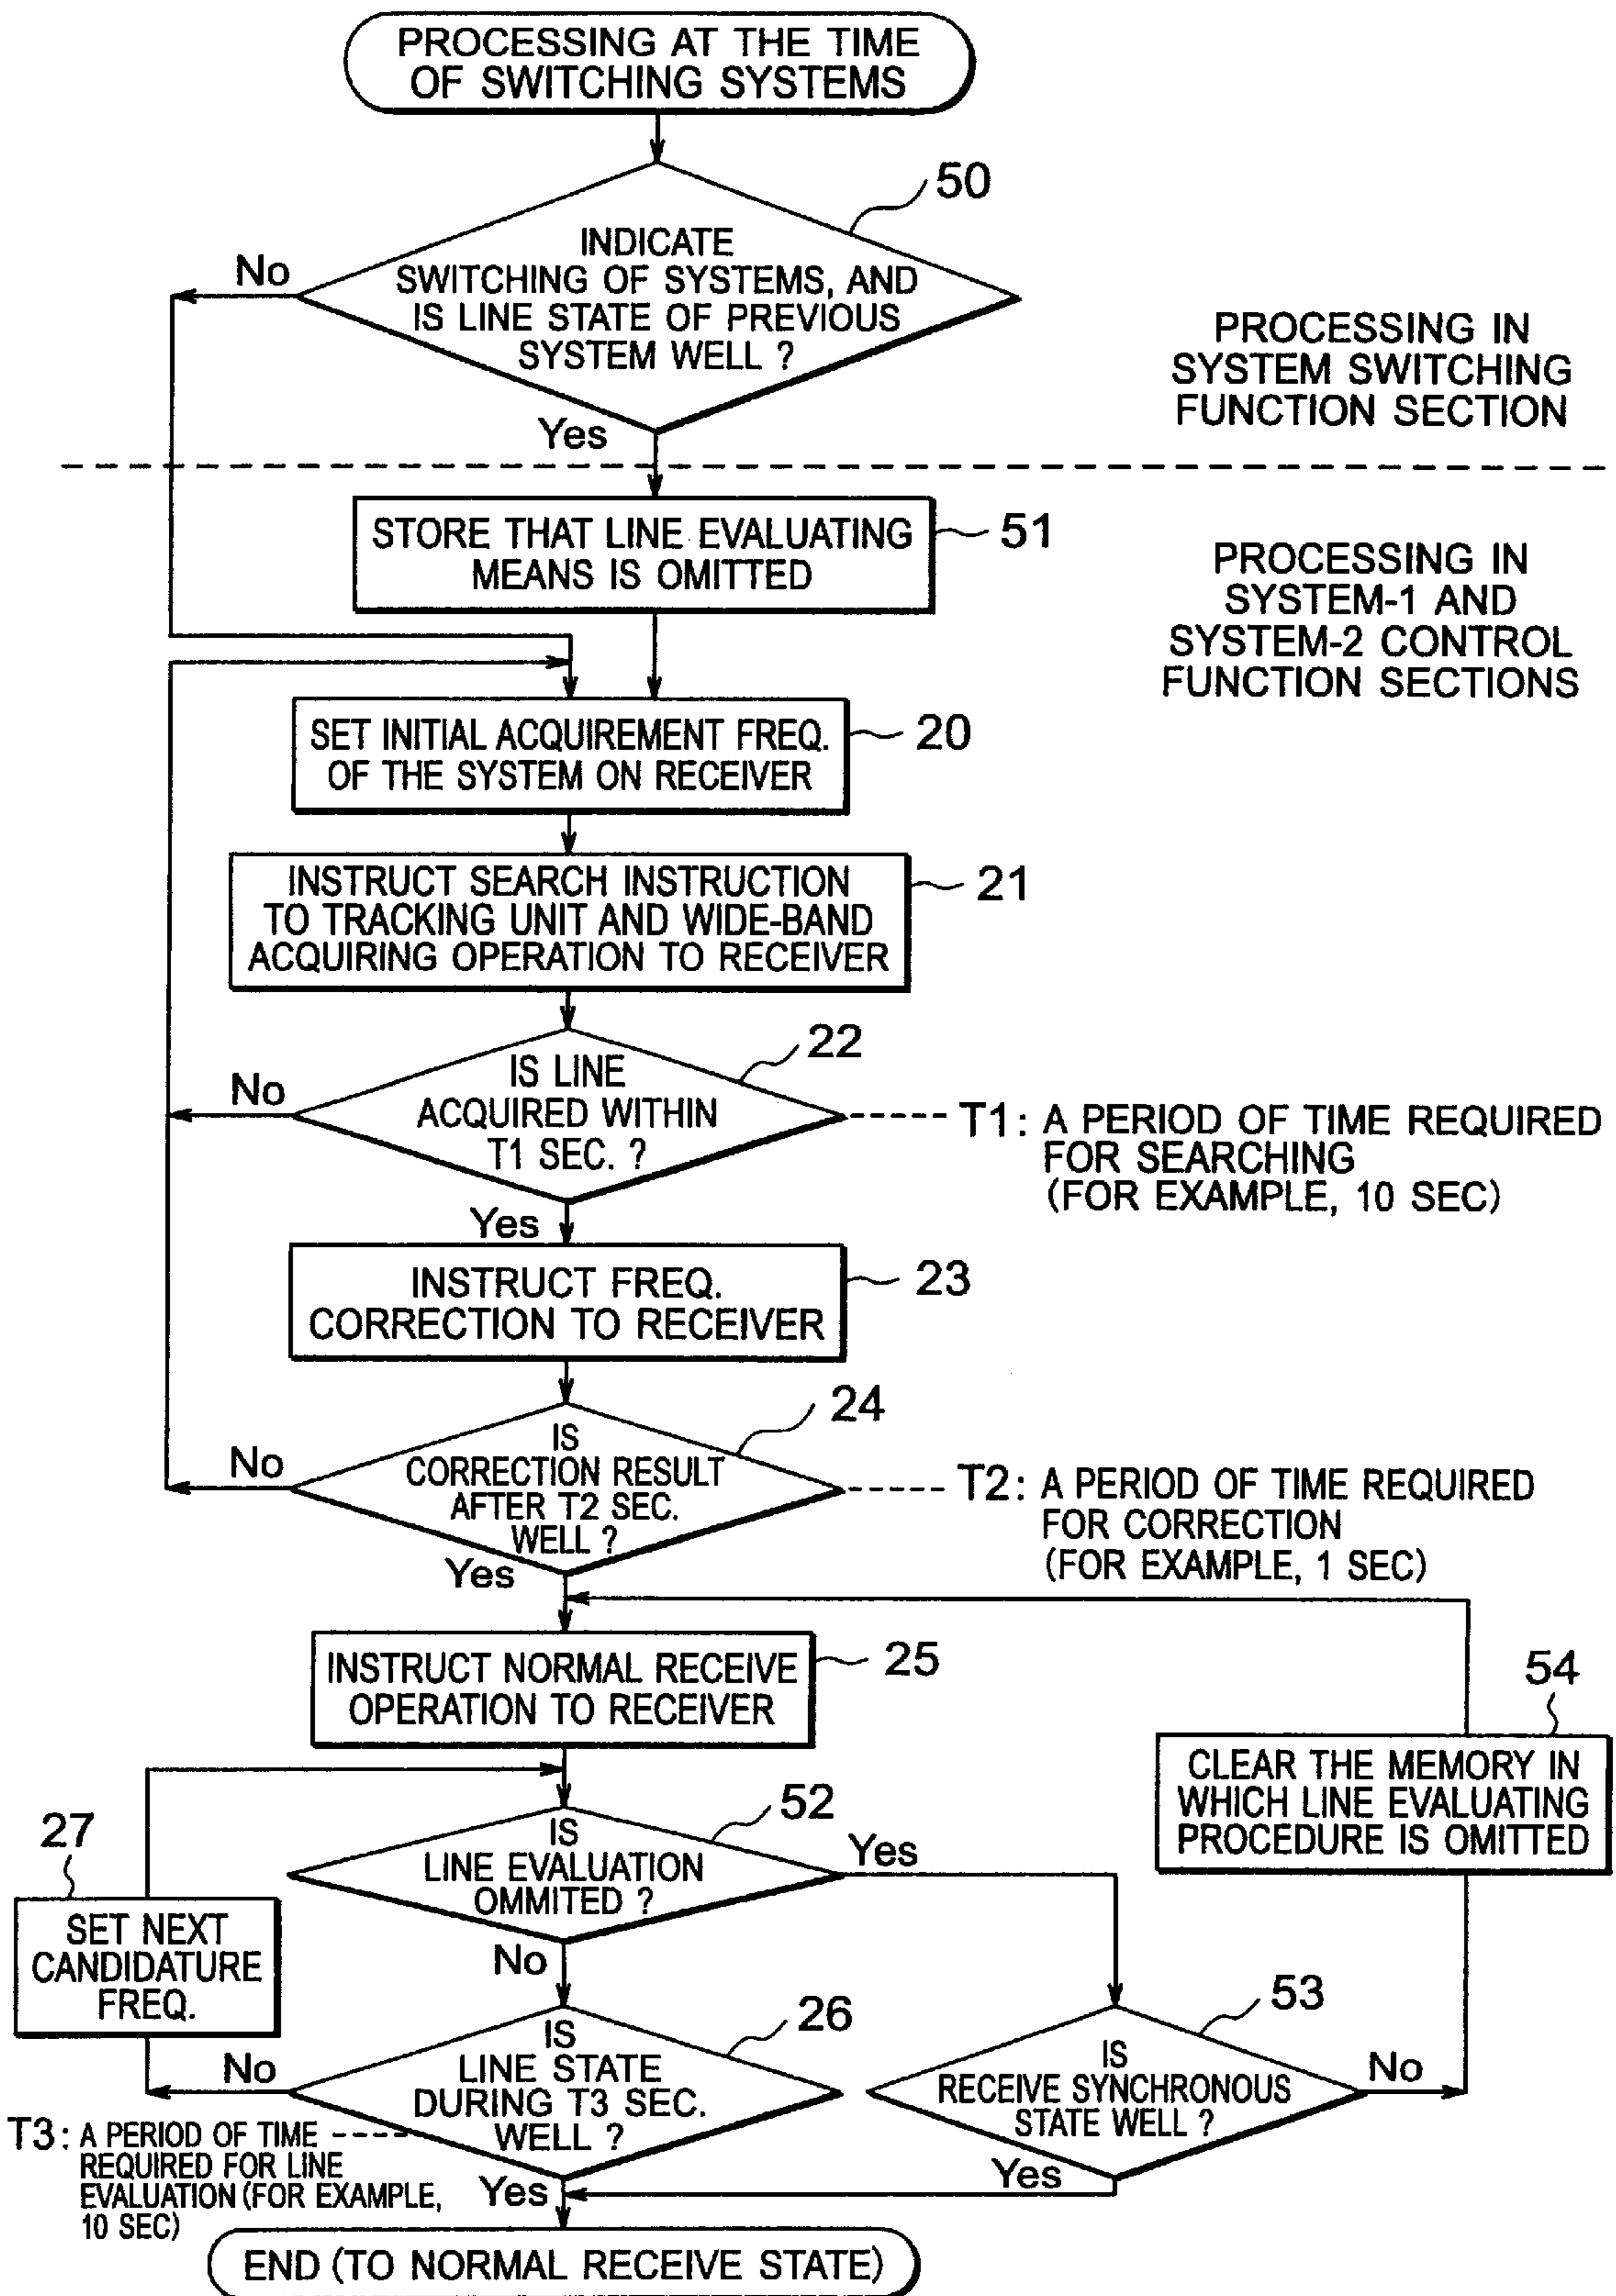 PROCESSING AT THE TIME
OF SWITCHING SYSTEMS
50
INDICATE
SWITCHING OF SYSTEMS, AND
IS LINE STATE OF PREVIOUS
SYSTEM WELL ?
No
Yes
PROCESSING IN
SYSTEM SWITCHING
FUNCTION SECTION
STORE THAT LINE EVALUATING
MEANS IS OMITTED
51
PROCESSING IN
SYSTEM-1 AND
SYSTEM-2 CONTROL
FUNCTION SECTIONS
SET INITIAL ACQUIREMENT FREQ.
OF THE SYSTEM ON RECEIVER
20
INSTRUCT SEARCH INSTRUCTION
TO TRACKING UNIT AND WIDE-BAND
ACQUIRING OPERATION TO RECEIVER
21
22
IS LINE
ACQUIRED WITHIN
T1 SEC. ?
No
Yes
T1: A PERIOD OF TIME REQUIRED
FOR SEARCHING
(FOR EXAMPLE, 10 SEC)
INSTRUCT FREQ.
CORRECTION TO RECEIVER
23
24
IS
CORRECTION RESULT
AFTER T2 SEC.
WELL ?
No
Yes
T2: A PERIOD OF TIME REQUIRED
FOR CORRECTION
(FOR EXAMPLE, 1 SEC)
INSTRUCT NORMAL RECEIVE
OPERATION TO RECEIVER
25
54
CLEAR THE MEMORY IN
WHICH LINE EVALUATING
PROCEDURE IS OMITTED
52
IS
LINE EVALUATION
OMMITED ?
Yes
No
27
SET NEXT
CANDIDATURE
FREQ.
26
IS
LINE STATE
DURING T3 SEC.
WELL ?
No
Yes
53
IS
RECEIVE SYNCHRONOUS
STATE WELL ?
No
Yes
T3: A PERIOD OF TIME
REQUIRED FOR LINE
EVALUATION (FOR EXAMPLE,
10 SEC)
END (TO NORMAL RECEIVE STATE)